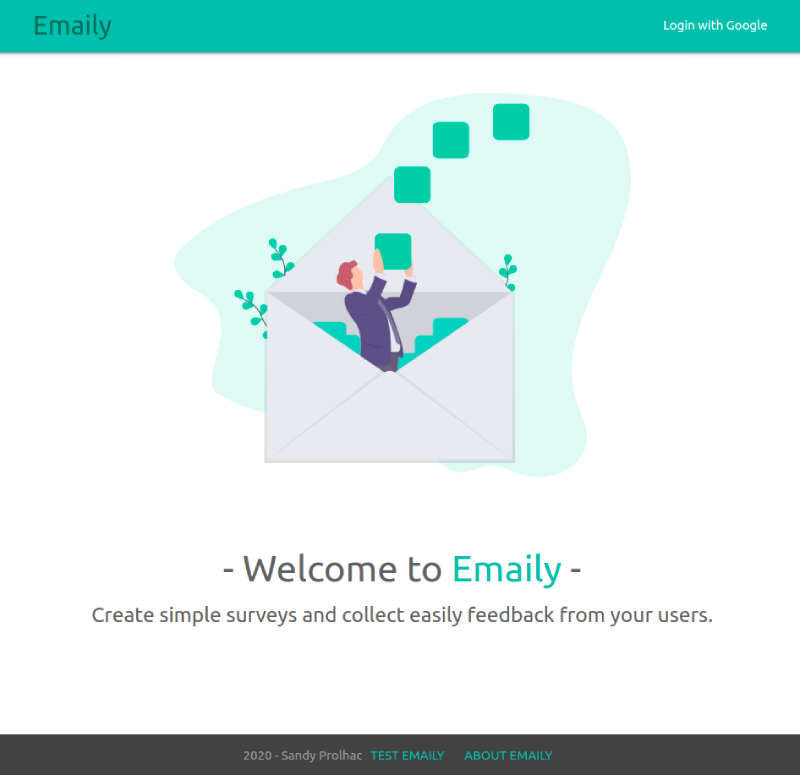 Emaily
Login with Google
- Welcome to Emaily -
Create simple surveys and collect easily feedback from your users.
2020 - Sandy Prolhac TEST EMAILY ABOUT EMAILY